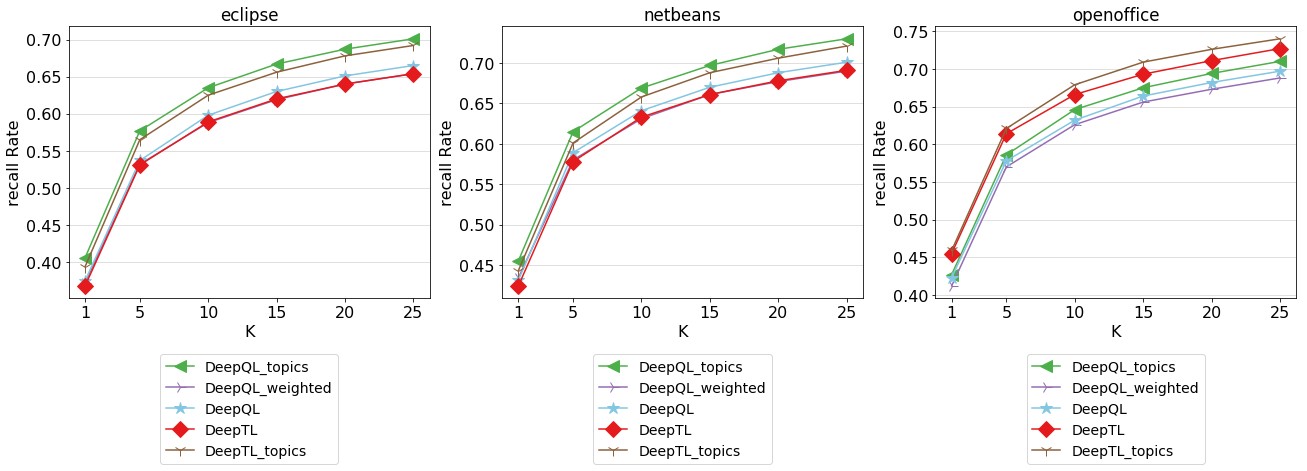 eclipse
recall Rate
0.70
0.65
0.60
0.55
0.50
0.45
0.40
1 5 10 15 20 25
K
DeepQL_topics
DeepQL_weighted
DeepQL
DeepTL
DeepTL_topics
netbeans
recall Rate
0.70
0.65
0.60
0.55
0.50
0.45
1 5 10 15 20 25
K
DeepQL_topics
DeepQL_weighted
DeepQL
DeepTL
DeepTL_topics
openoffice
recall Rate
0.75
0.70
0.65
0.60
0.55
0.50
0.45
0.40
1 5 10 15 20 25
K
DeepQL_topics
DeepQL_weighted
DeepQL
DeepTL
DeepTL_topics